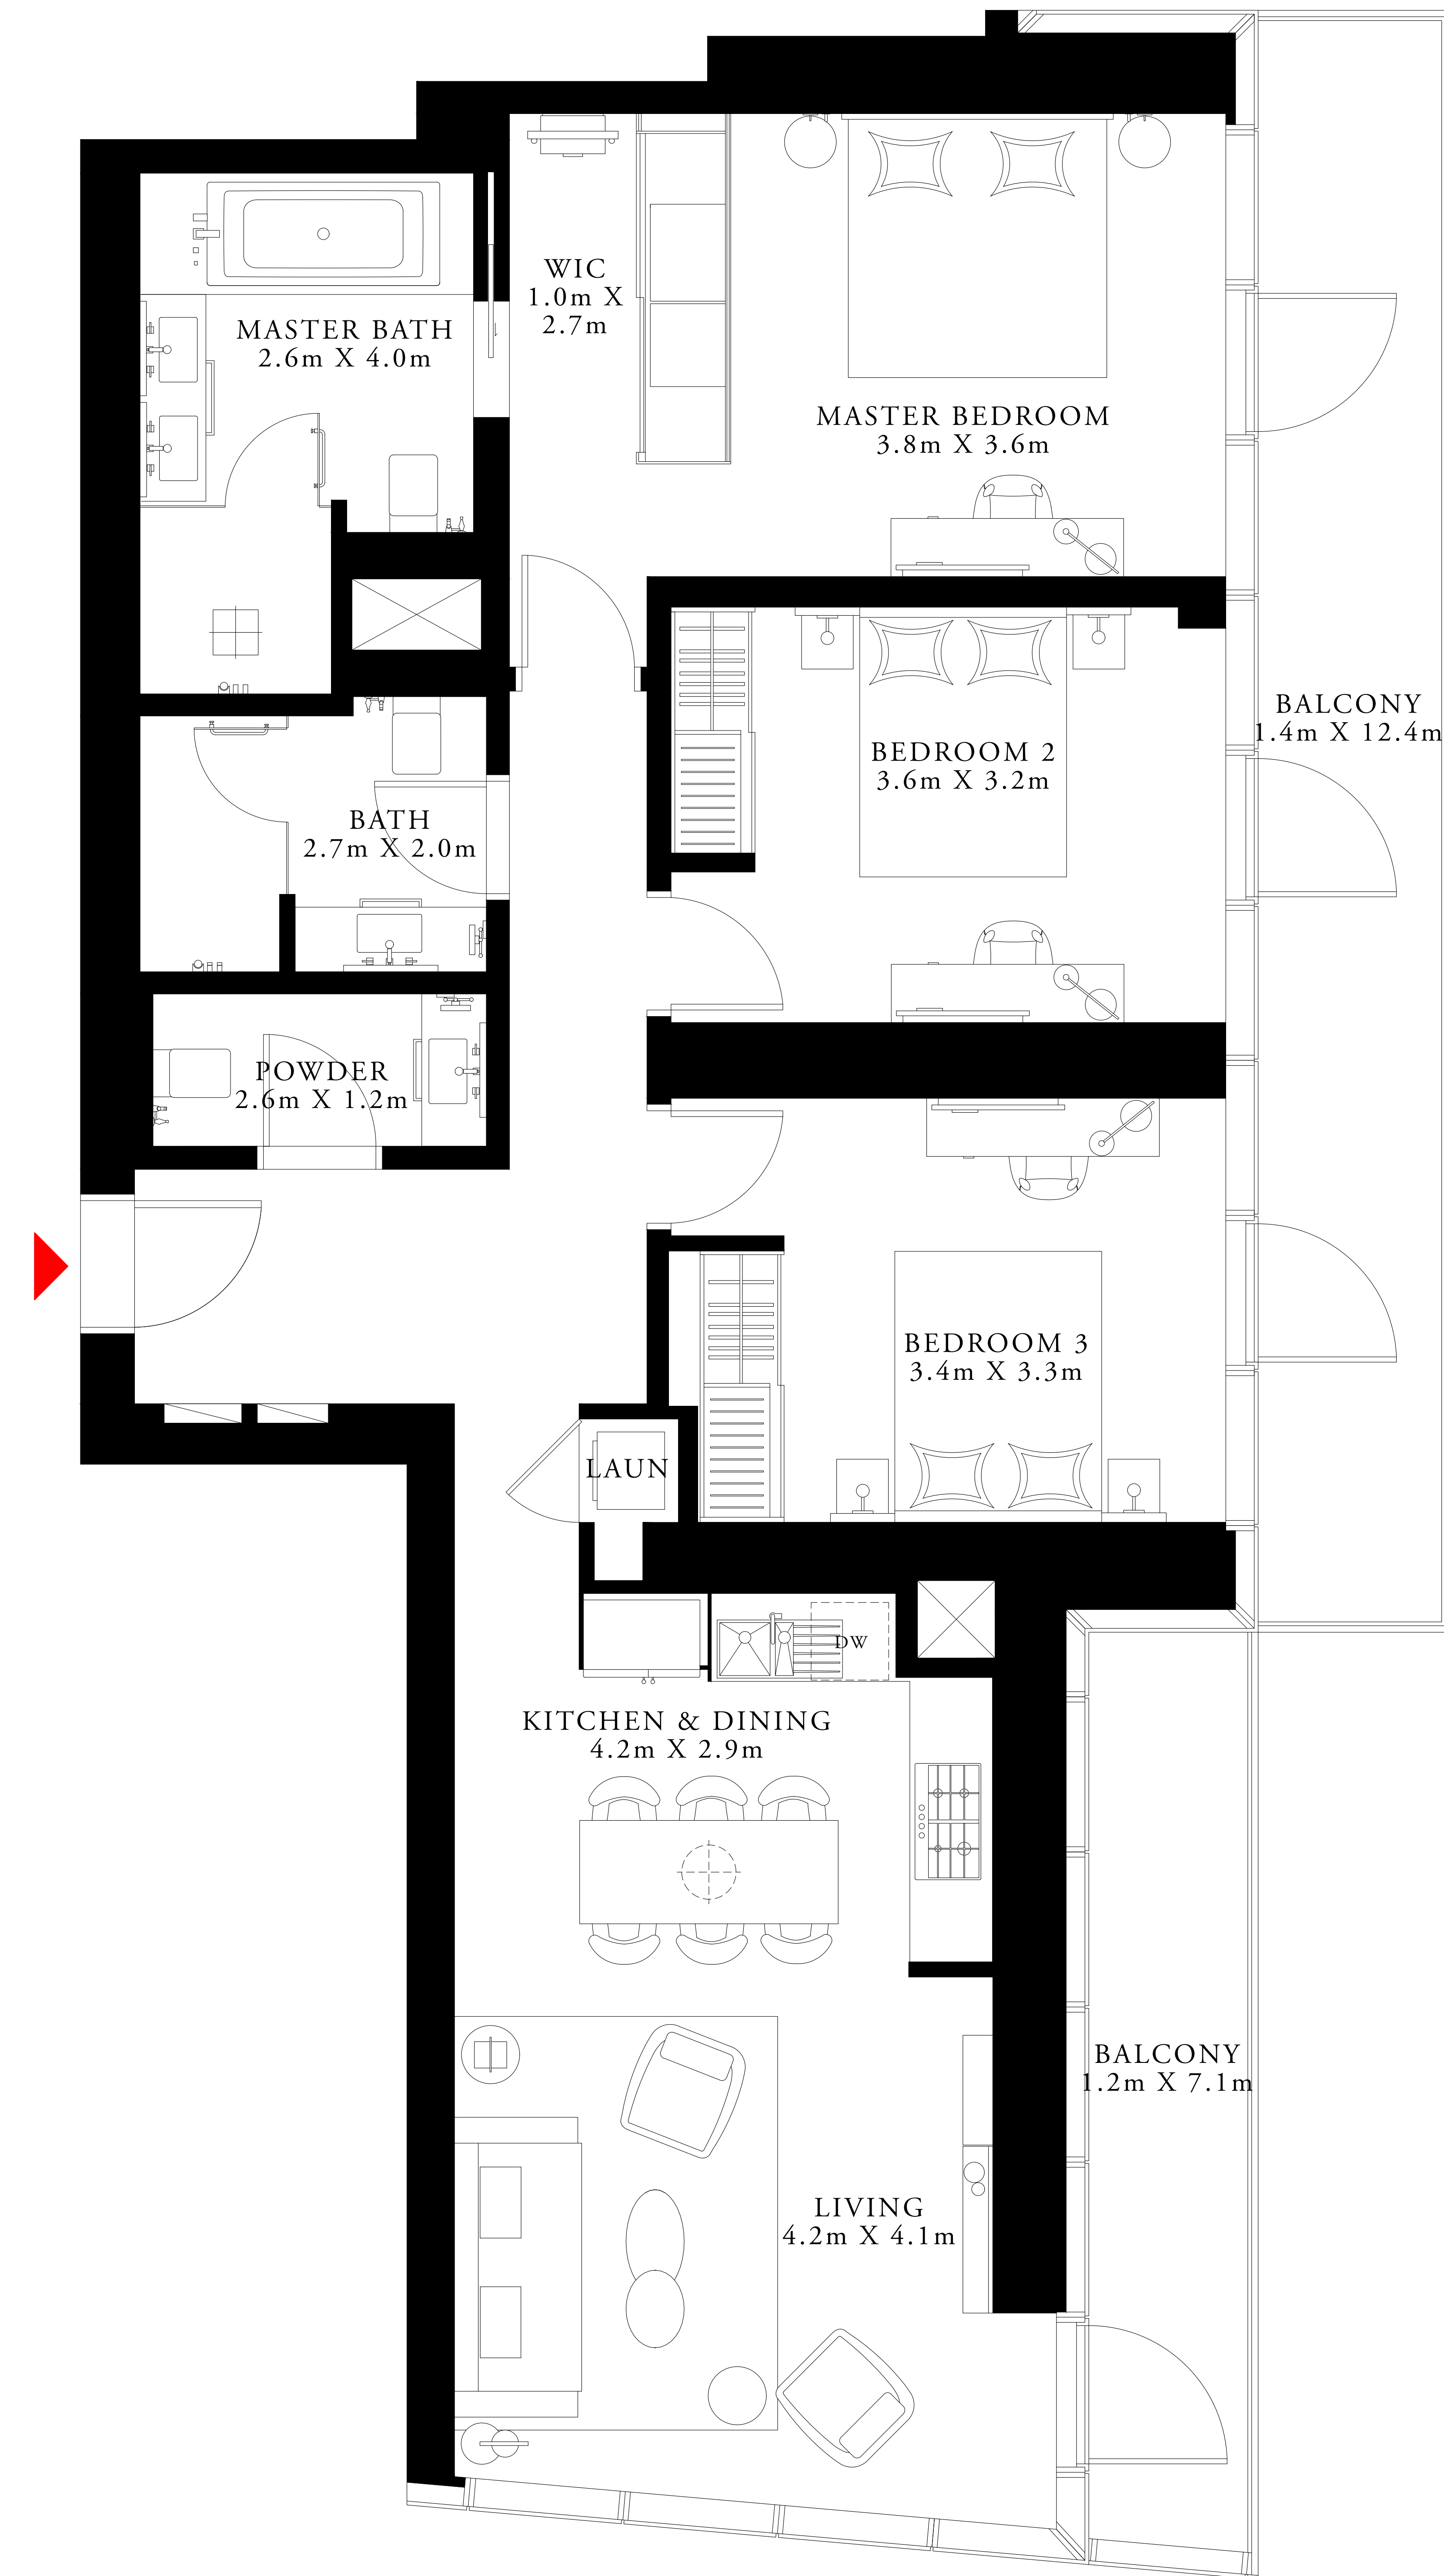 WIC
1.0m X
2.7m
MASTER BATH
2.6m X 4.0m
MASTER BEDROOM
3.8m X 3.6m
BALCONY
1.4m X 12.4m
BEDROOM 2
3.6m X 3.2m
BATH
2.7m X 2.0m
POWDER
2.6m X 1.2m
BEDROOM 3
3.4m X 3.3m
LAUN
DW
KITCHEN & DINING
4.2m X 2.9m
BALCONY
1.2m X 7.1m
LIVING
4.2m X 4.1m